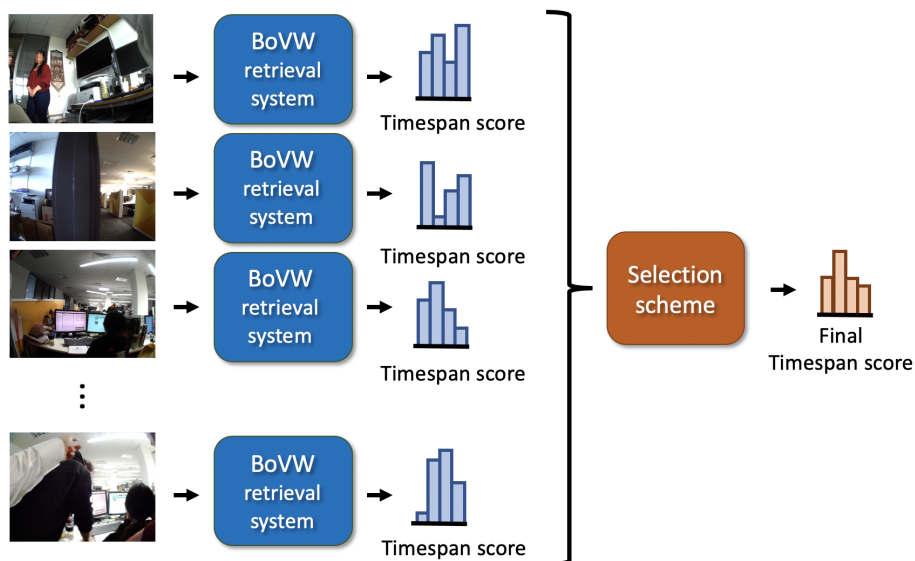 BoVW
retrieval
system
Timespan score
BoVW
retrieval
system
Timespan score
BoVW
retrieval
system
Timespan score
⋮
BoVW
retrieval
system
Timespan score
Selection
scheme
Final
Timespan score